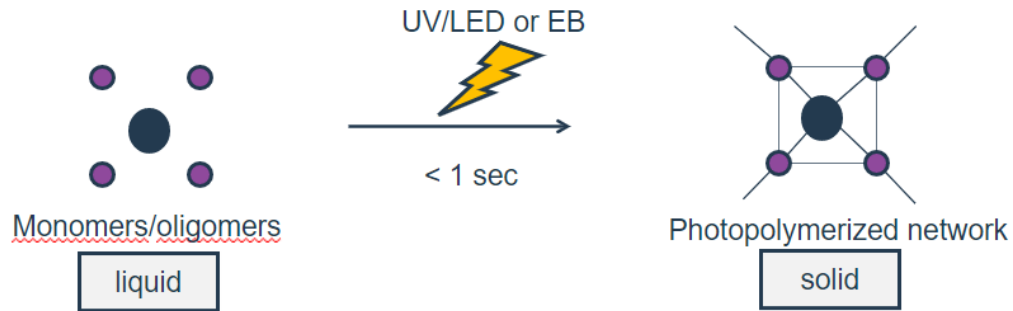 UV/LED or EB
< 1 sec
Monomers/oligomers
liquid
Photopolymerized network
solid